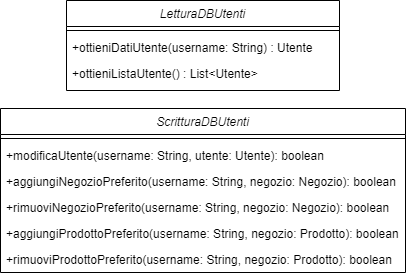 LetturaDBUtenti
+ottieniDatiUtente(username: String) : Utente
+ottieniListaUtente() : List<Utente>
ScritturaDBUtenti
+modificaUtente(username: String, utente: Utente): boolean
+aggiungiNegozioPreferito(username: String, negozio: Negozio): boolean
+rimuoviNegozioPreferito(username: String, negozio: Negozio): boolean
+aggiungiProdottoPreferito(username: String, negozio: Prodotto): boolean
+rimuoviProdottoPreferito(username: String, negozio: Prodotto): boolean